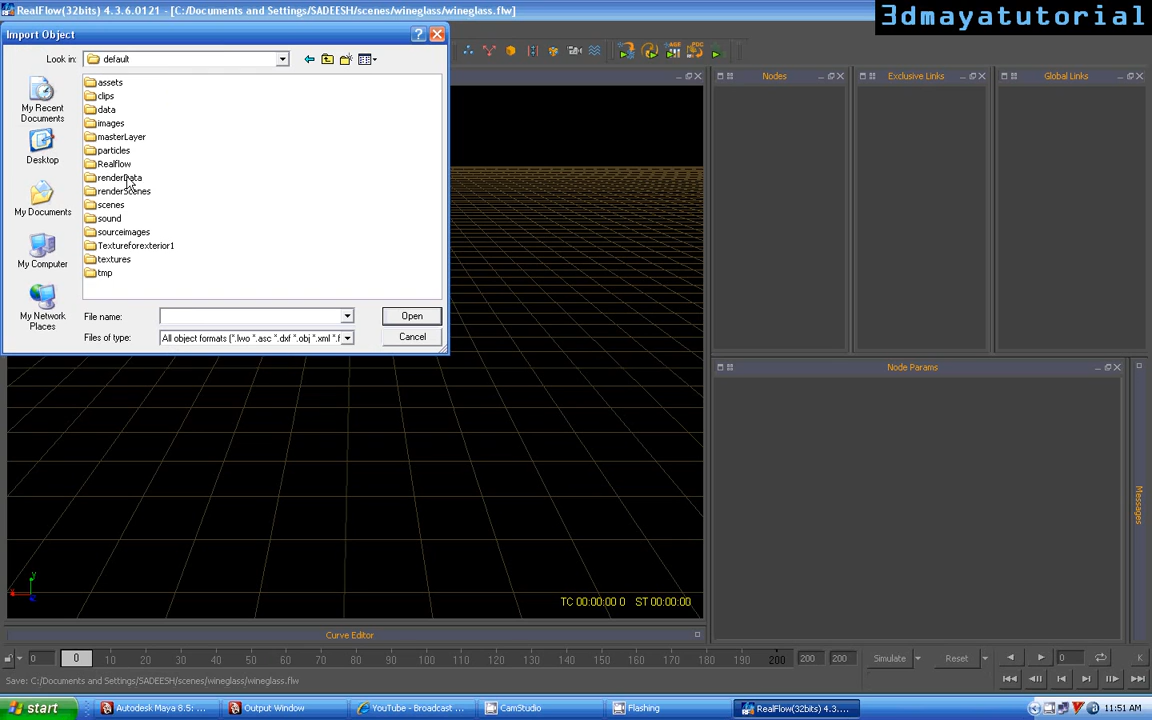 RealFlow(32bits) 4.3.6.0121 - [C:/Documents and Settings/SADEESH/scenes/wineglass/wineglass.flw]
3dmayatutorial
Import Object
Look in:
default
My Recent
Documents
Desktop
My Documents
My Computer
My Network
Places
assets
clips
data
images
masterLayer
particles
Realflow
renderData
renderScenes
scenes
sound
sourceimages
Textureforexterior1
textures
tmp
File name:
Open
Files of type:
All object formats (*.lwo *.asc *.dxf *.obj *.xml *.f
Cancel
Nodes
Exclusive Links
Global Links
Node Params
Messages
y
x
TC 00:00:00 0 ST 00:00:00
Curve Editor
0 0 10 20 30 40 50 60 70 80 90 100 110 120 130 140 150 160 170 180 190 200 200 200
Simulate
Reset
0
K
Save: C:/Documents and Settings/SADEESH/scenes/wineglass/wineglass.flw
start
Autodesk Maya 8.5: ...
Output Window
YouTube - Broadcast ...
CamStudio
Flashing
RealFlow(32bits) 4.3....
11:51 AM